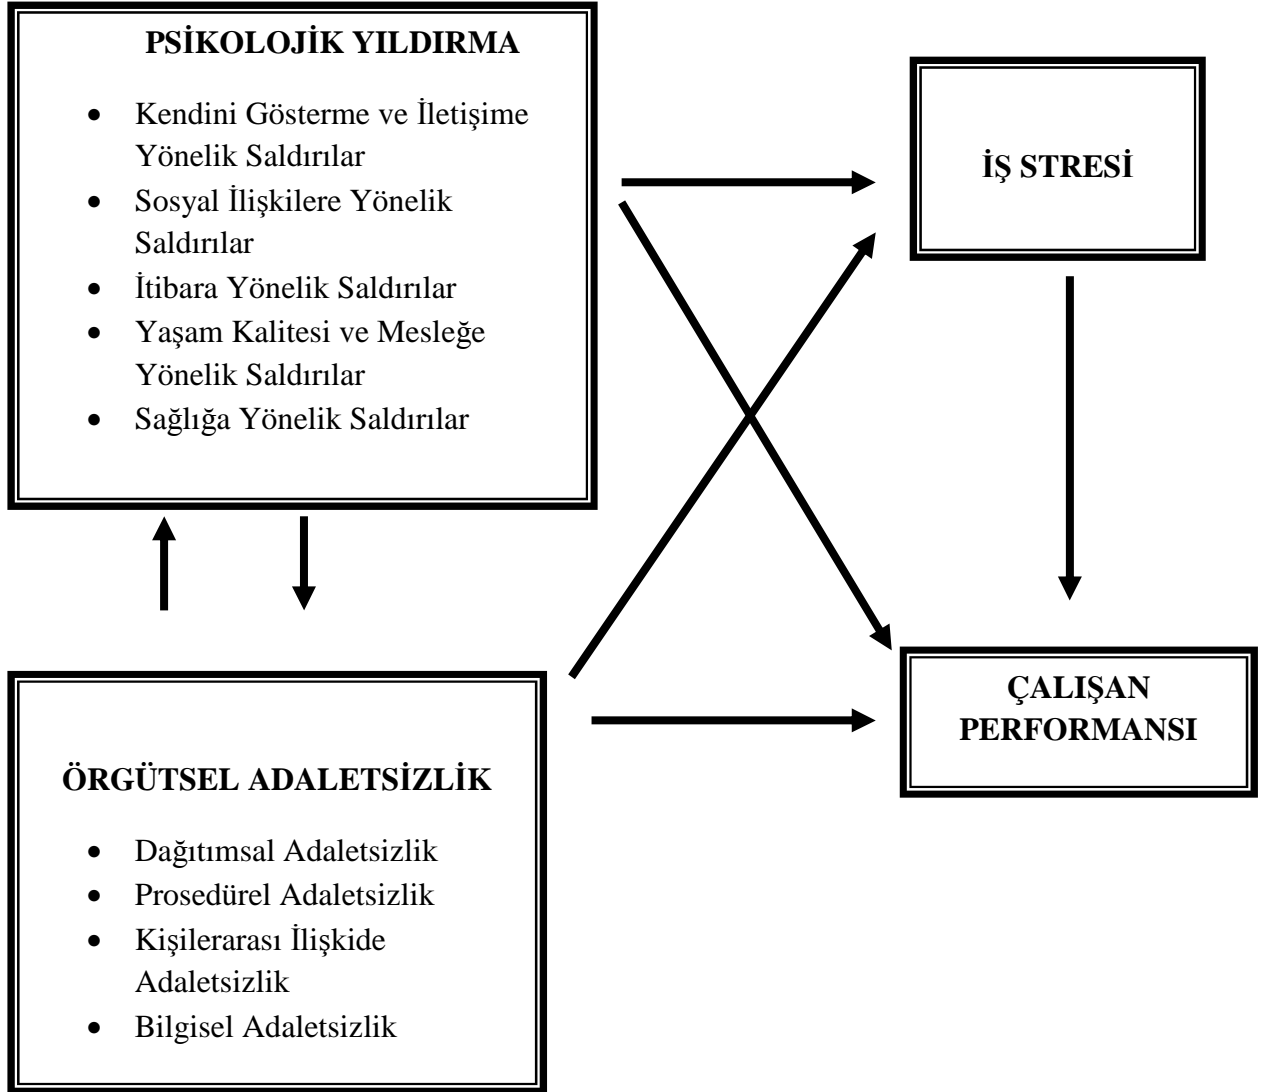 PSİKOLOJİK YILDIRMA
• Kendini Gösterme ve İletişime
Yönelik Saldırılar
• Sosyal İlişkilere Yönelik
Saldırılar
• İtibara Yönelik Saldırılar
• Yaşam Kalitesi ve Mesleğe
Yönelik Saldırılar
• Sağlığa Yönelik Saldırılar
İŞ STRESİ
ÖRGÜTSEL ADALETSİZLİK
• Dağıtımsal Adaletsizlik
• Prosedürel Adaletsizlik
• Kişilerarası İlişkide
Adaletsizlik
• Bilgisel Adaletsizlik
ÇALIŞAN
PERFORMANSI